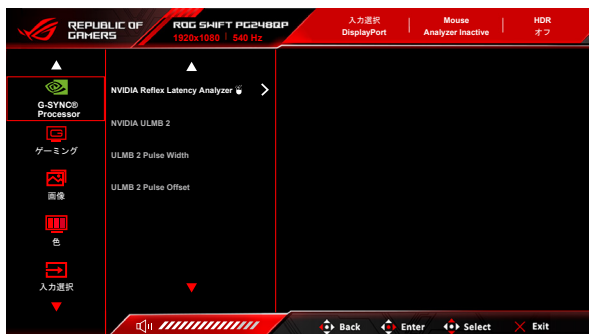 REPUBLIC OF
GAMERS
ROG SWIFT PG248QP
1920x1080 | 540 Hz
入力選択
DisplayPort
Mouse
Analyzer Inactive
HDR
オフ
G-SYNC®
Processor
ゲーミング
画像
色
入力選択
NVIDIA Reflex Latency Analyzer
NVIDIA ULMB 2
ULMB 2 Pulse Width
ULMB 2 Pulse Offset
Back
Enter
Select
Exit